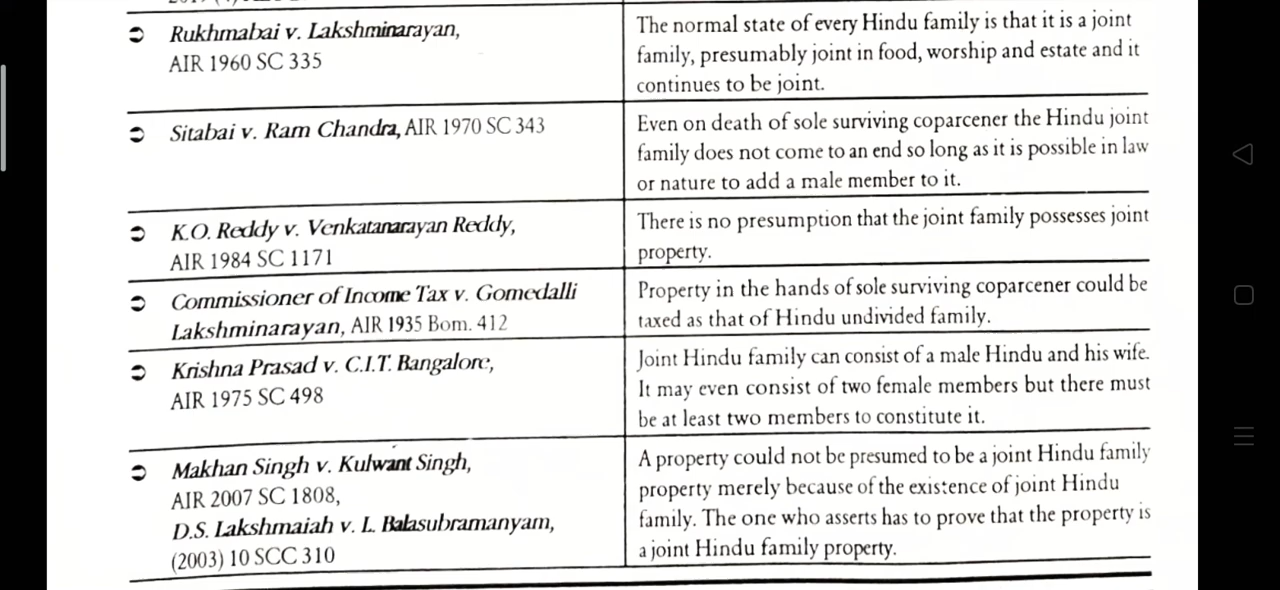 ➲ Rukhmabai v. Lakshminarayan,
AIR 1960 SC 335
The normal state of every Hindu family is that it is a joint
family, presumably joint in food, worship and estate and it
continues to be joint.
➲ Sitabai v. Ram Chandra, AIR 1970 SC 343
Even on death of sole surviving coparcener the Hindu joint
family does not come to an end so long as it is possible in law
or nature to add a male member to it.
➲ K.O. Reddy v. Venkatanarayan Reddy,
AIR 1984 SC 1171
There is no presumption that the joint family possesses joint
property.
➲ Commissioner of Income Tax v. Gomedalli
Lakshminarayan, AIR 1935 Bom. 412
Property in the hands of sole surviving coparcener could be
taxed as that of Hindu undivided family.
➲ Krishna Prasad v. C.I.T. Bangalore,
AIR 1975 SC 498
Joint Hindu family can consist of a male Hindu and his wife.
It may even consist of two female members but there must
be at least two members to constitute it.
➲ Makhan Singh v. Kulwant Singh,
AIR 2007 SC 1808,
D.S. Lakshmaiah v. L. Balasubramanyam,
(2003) 10 SCC 310
A property could not be presumed to be a joint Hindu family
property merely because of the existence of joint Hindu
family. The one who asserts has to prove that the property is
a joint Hindu family property.